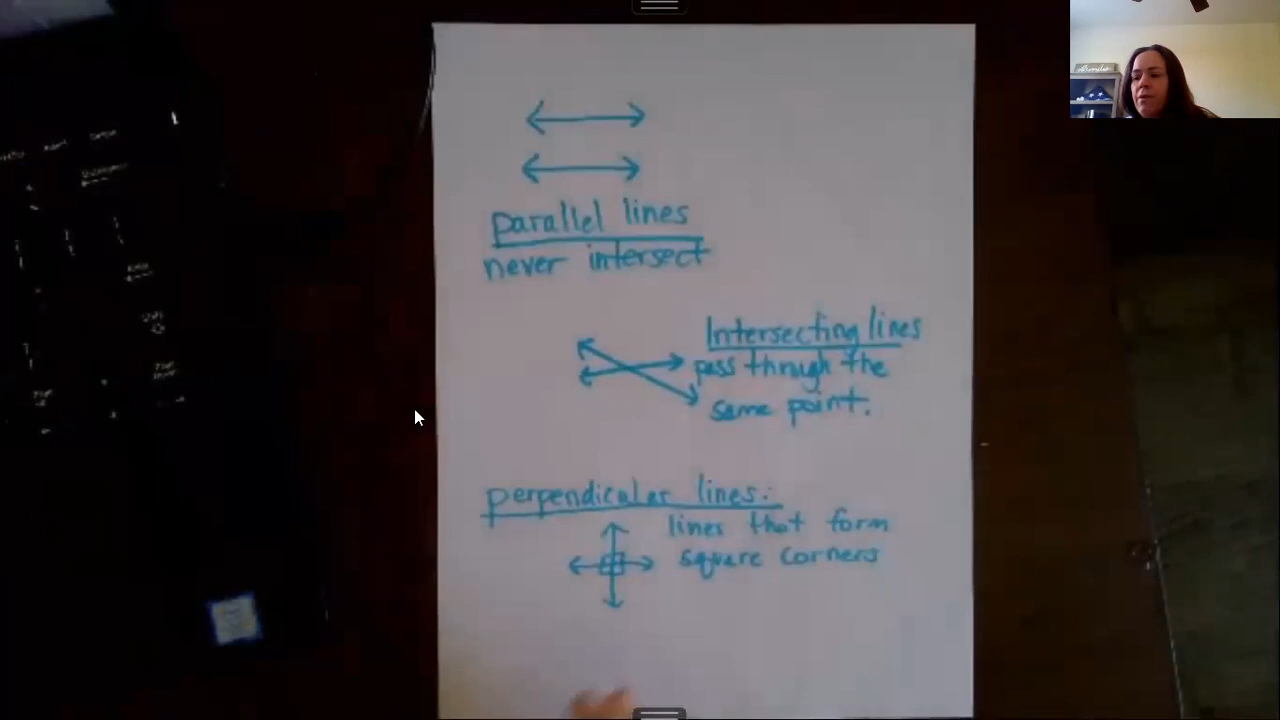 parallel lines
never intersect
Intersecting lines
pass through the
same point.
perpendicular lines:
lines that form
square corners